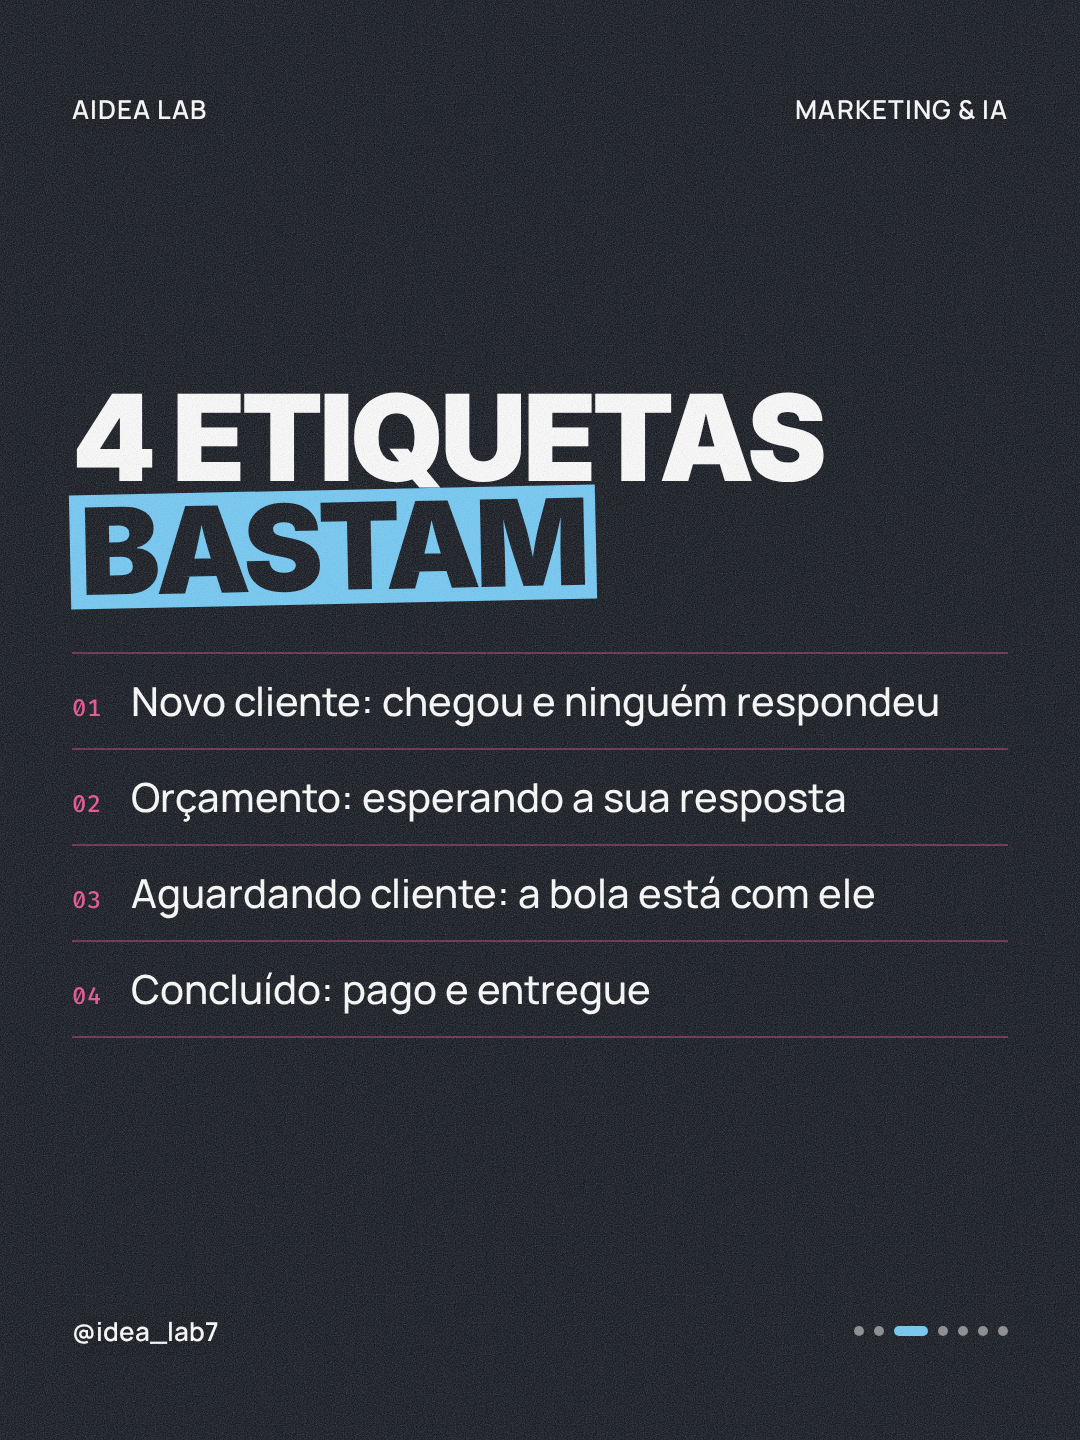 AIDEA LAB
MARKETING & IA
4 ETIQUETAS
BASTAM
01 Novo cliente: chegou e ninguém respondeu
02 Orçamento: esperando a sua resposta
03 Aguardando cliente: a bola está com ele
04 Concluído: pago e entregue
@idea_lab7